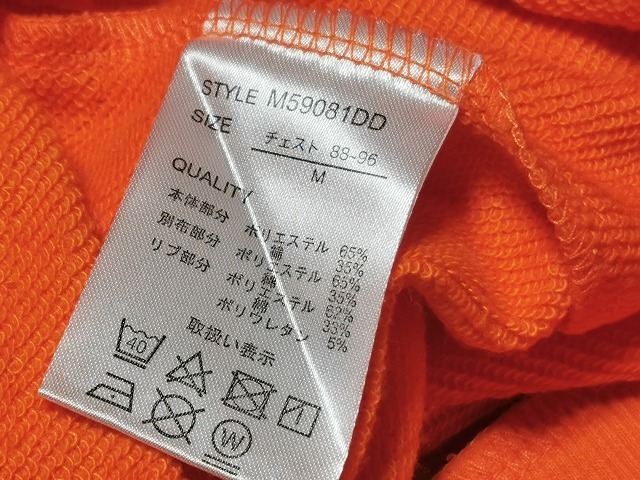 STYLE M59081DD
SIZE チェスト 88~96
M
QUALITY
本体部分 ポリエステル 65%
綿 35%
別布部分 ポリエステル 65%
綿 35%
リブ部分 ポリエステル 62%
綿 33%
ポリウレタン 5%
取扱い表示
40
W